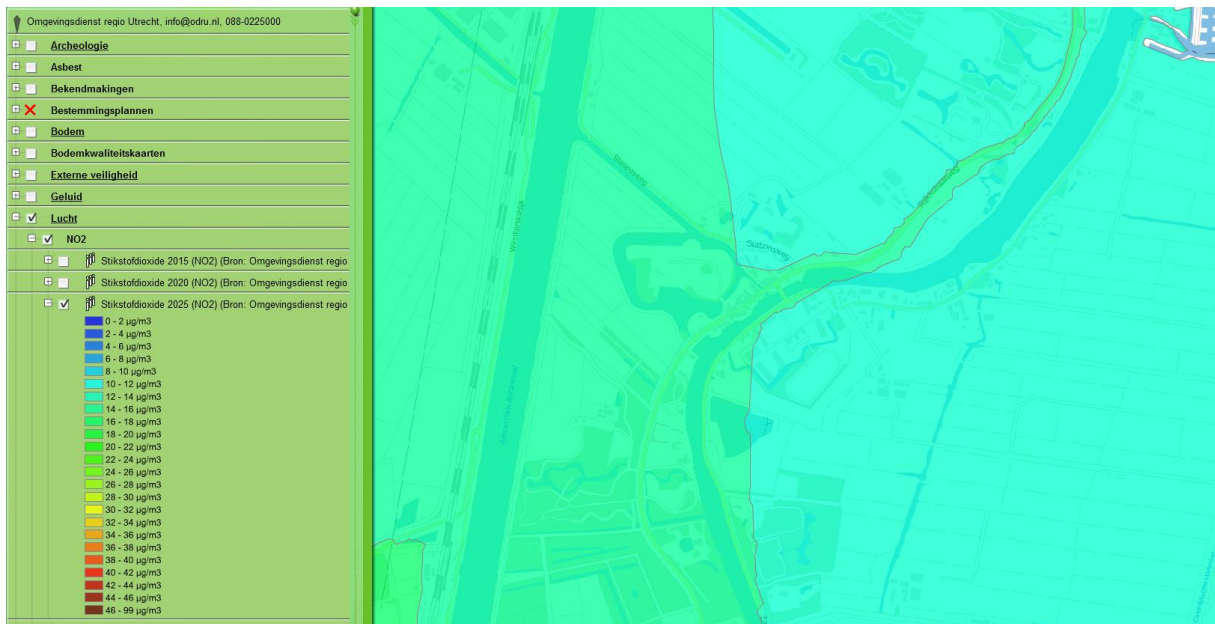 Omgevingsdienst regio Utrecht, info@odru.nl, 088-0225000
Archeologie
Asbest
Bekendmakingen
Bestemmingsplannen
Bodem
Bodemkwaliteitskaarten
Externe veiligheid
Geluid
Lucht
NO2
Stikstofdioxide 2015 (NO2) (Bron: Omgevingsdienst regio
Stikstofdioxide 2020 (NO2) (Bron: Omgevingsdienst regio
Stikstofdioxide 2025 (NO2) (Bron: Omgevingsdienst regio
0 - 2 µg/m3
2 - 4 µg/m3
4 - 6 µg/m3
6 - 8 µg/m3
8 - 10 µg/m3
10 - 12 µg/m3
12 - 14 µg/m3
14 - 16 µg/m3
16 - 18 µg/m3
18 - 20 µg/m3
20 - 22 µg/m3
22 - 24 µg/m3
24 - 26 µg/m3
26 - 28 µg/m3
28 - 30 µg/m3
30 - 32 µg/m3
32 - 34 µg/m3
34 - 36 µg/m3
36 - 38 µg/m3
38 - 40 µg/m3
40 - 42 µg/m3
42 - 44 µg/m3
44 - 46 µg/m3
46 - 99 µg/m3
Stationsweg
Rijksstraatweg
Stationsweg
Westkanaaldijk